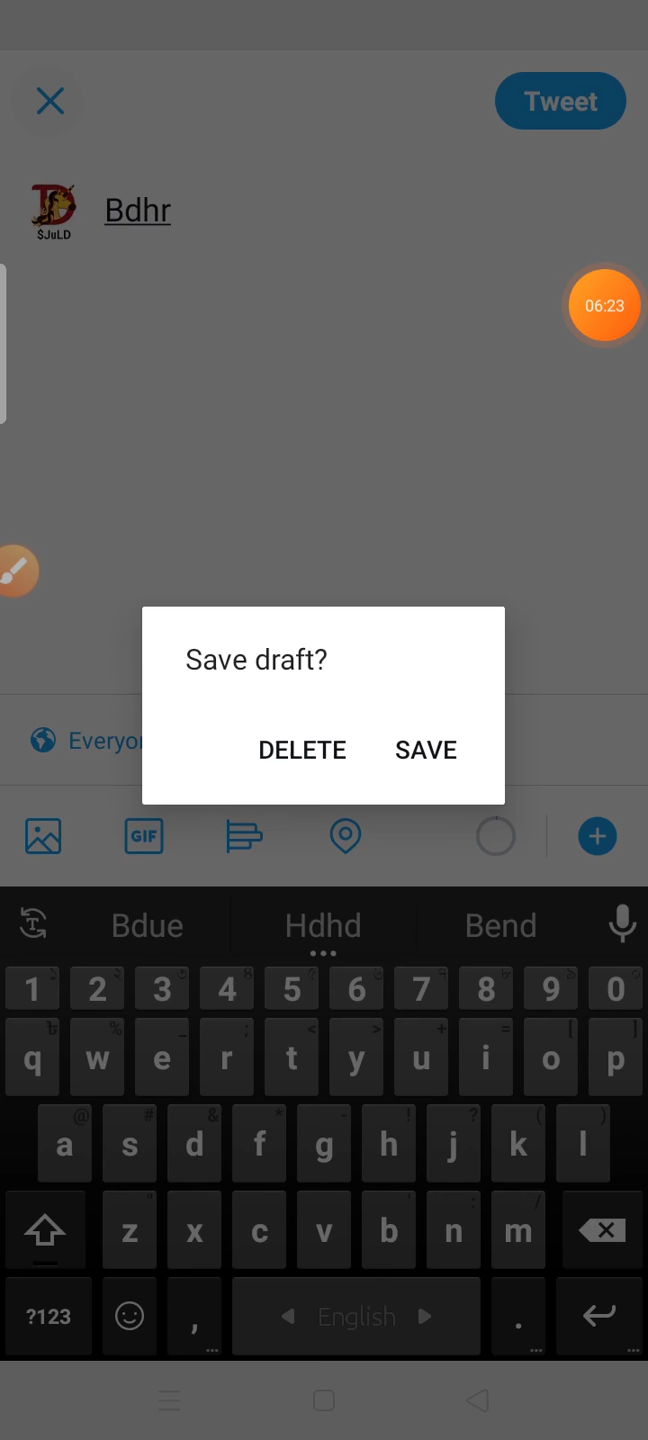 Tweet
Bdhr
$JuLD
06:23
Save draft?
DELETE SAVE
GIF
Bdue Hdhd Bend
1 2 3 4 5 6 7 8 9 0
q w e r t y u i o p
a s d f g h j k l
z x c v b n m
?123 , English .